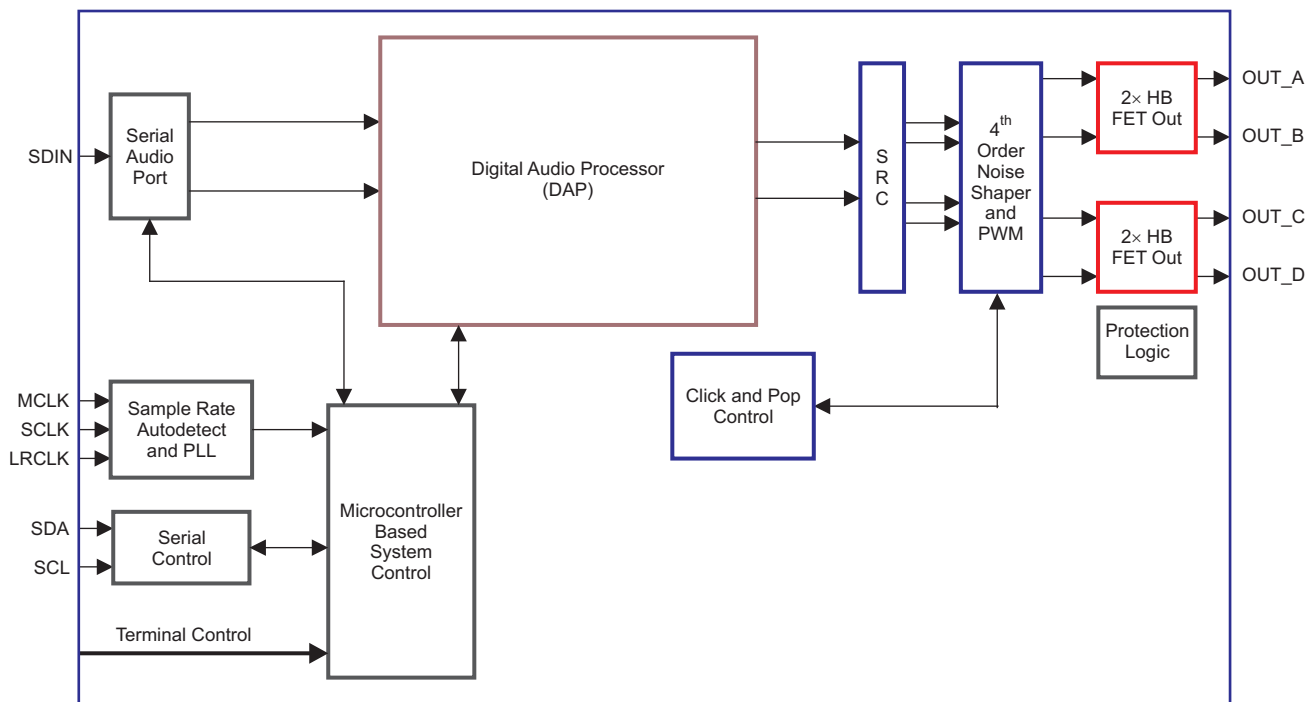 SDIN
Serial
Audio
Port
Digital Audio Processor
(DAP)
S
R
C
4th
Order
Noise
Shaper
and
PWM
2× HB
FET Out
OUT_A
OUT_B
2× HB
FET Out
OUT_C
OUT_D
Protection
Logic
Click and Pop
Control
MCLK
SCLK
LRCLK
Sample Rate
Autodetect
and PLL
SDA
SCL
Serial
Control
Microcontroller
Based
System
Control
Terminal Control